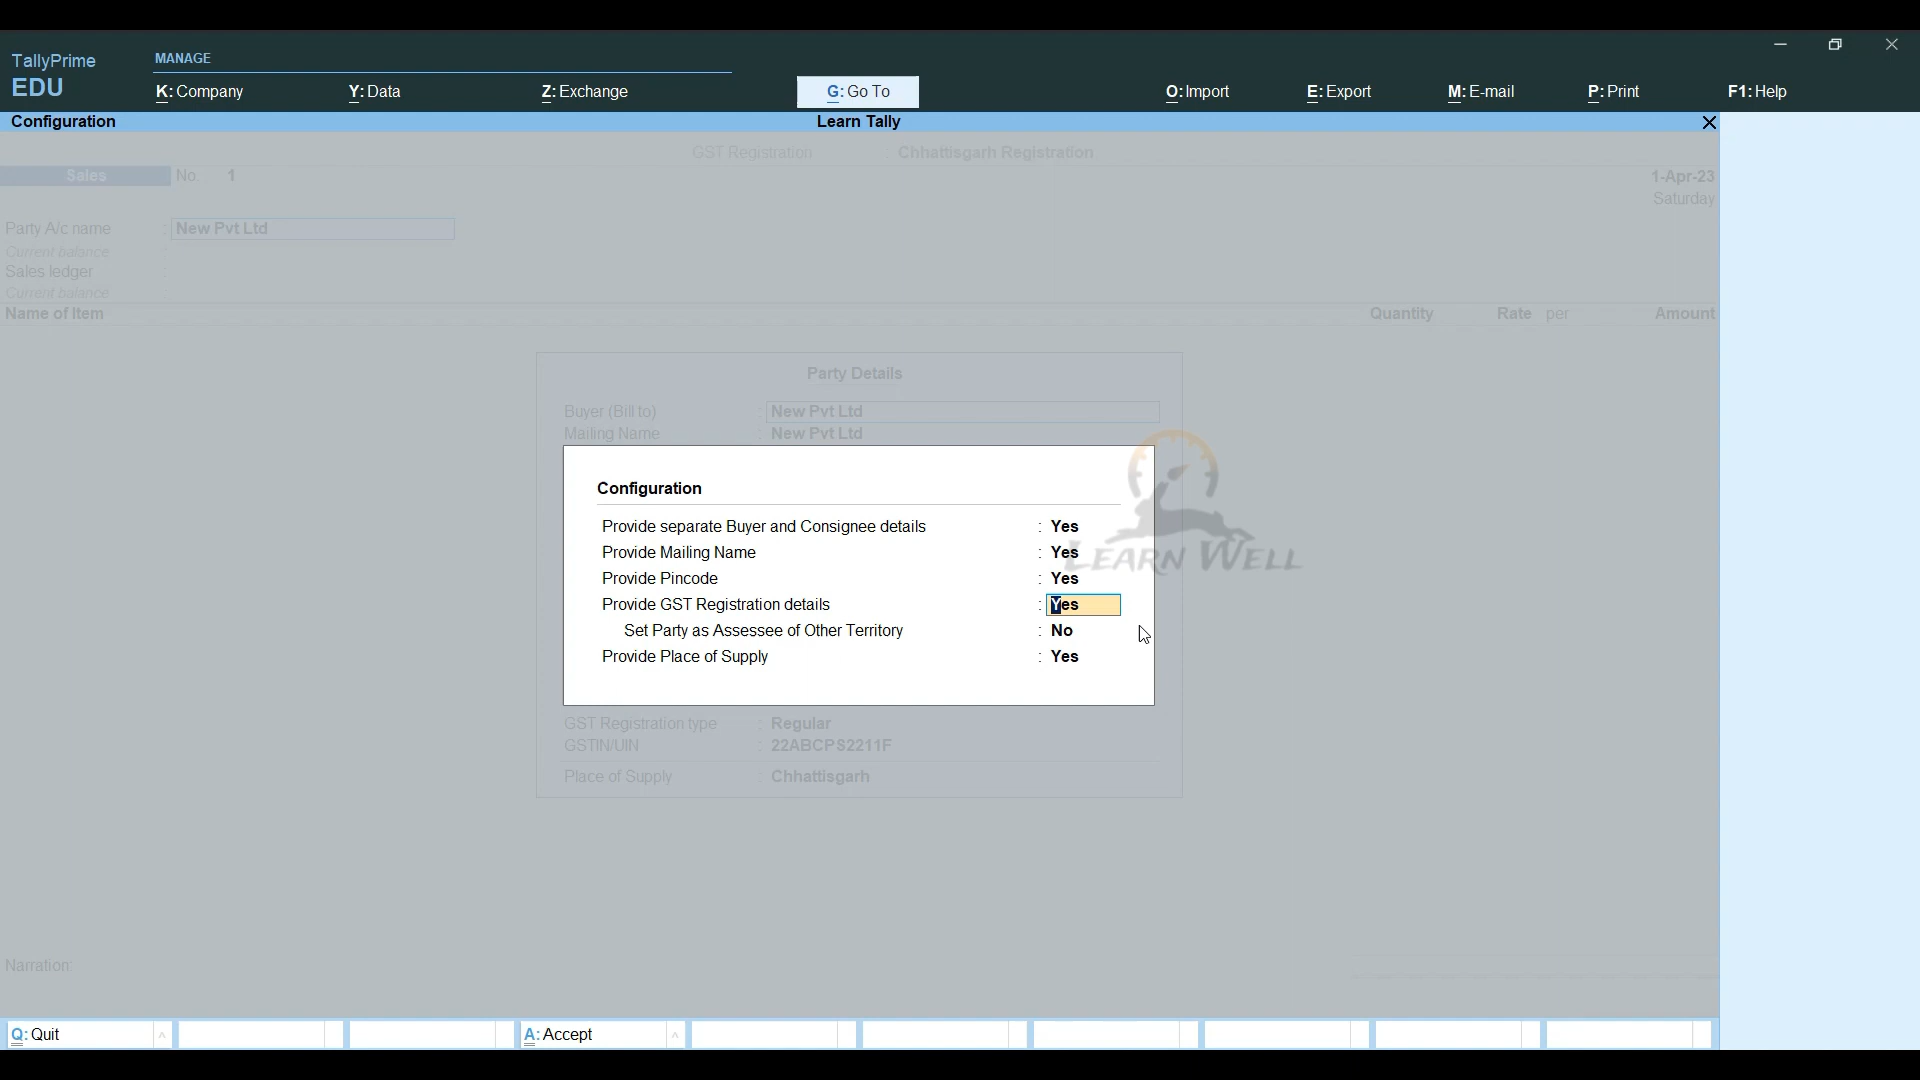 TallyPrime
EDU
MANAGE
K: Company
Y: Data
Z: Exchange
G: Go To
O: Import
E: Export
M: E-mail
P: Print
F1: Help
Configuration
Learn Tally
GST Registration : Chhattisgarh Registration
Sales No. 1
1-Apr-23
Saturday
Party A/c name : New Pvt Ltd
Current balance :
Sales ledger :
Current balance :
Name of Item Quantity Rate per Amount
Party Details
Buyer (Bill to) : New Pvt Ltd
Mailing Name : New Pvt Ltd
Configuration
Provide separate Buyer and Consignee details : Yes
Provide Mailing Name : Yes
Provide Pincode : Yes
Provide GST Registration details : Yes
Set Party as Assessee of Other Territory : No
Provide Place of Supply : Yes
LEARN WELL
GST Registration type : Regular
GSTIN/UIN : 22ABCPS2211F
Place of Supply : Chhattisgarh
Narration:
Q: Quit ^
A: Accept ^